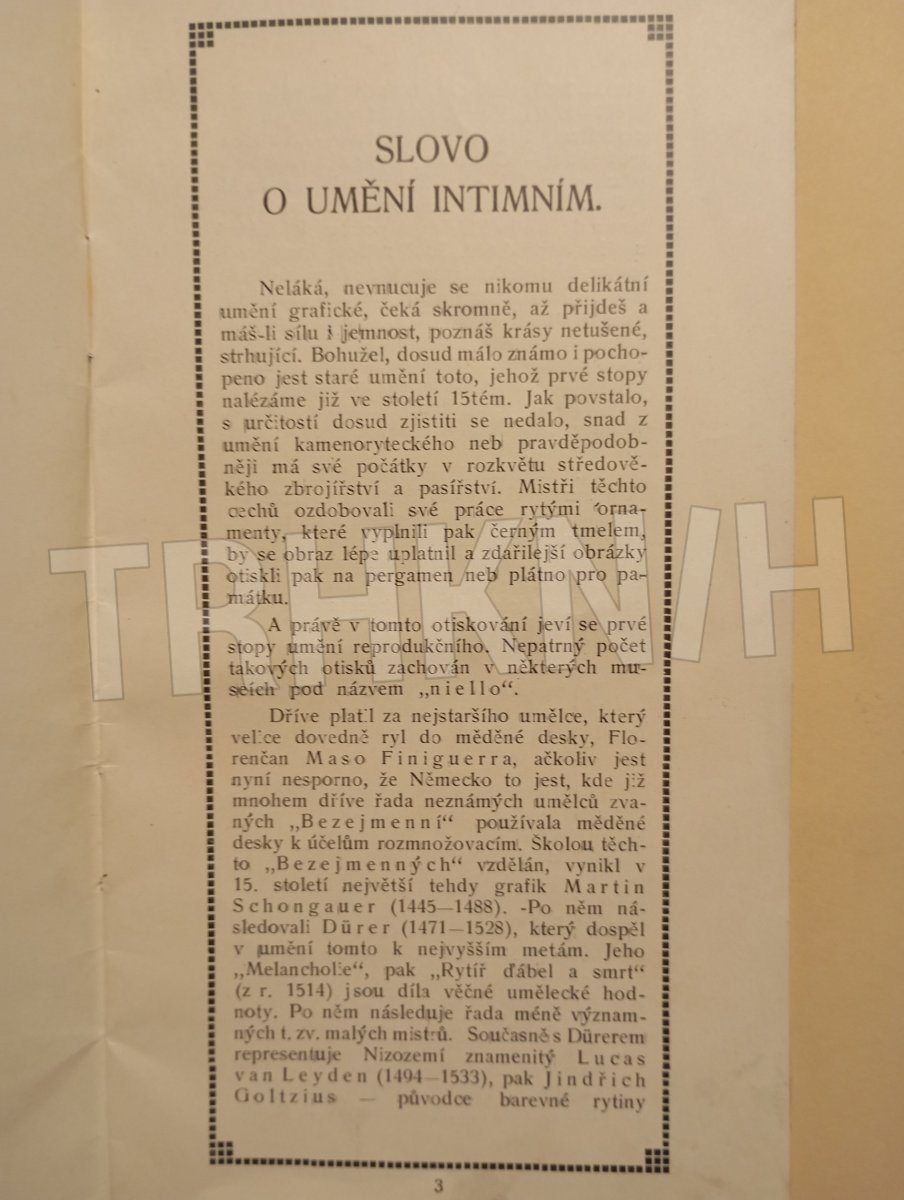 SLOVO
O UMĚNÍ INTIMNÍM.
Neláká, nevnucuje se nikomu delikátní
umění grafické, čeká skromně, až přijdeš a
máš-li sílu i jemnost, poznáš krásy netušené,
strhující. Bohužel, dosud málo známo i pocho-
peno jest staré umění toto, jehož prvé stopy
nalézáme již ve století 15tém. Jak povstalo,
s určitostí dosud zjistiti se nedalo, snad z
umění kamenoryteckého neb pravděpodob-
něji má své počátky v rozkvětu středově-
kého zbrojířství a pasířství. Mistři těchto
cechů ozdobovali své práce rytými orna-
menty, které vyplnili pak černým tmelem,
by se obraz lépe uplatnil a zdařilejší obrázky
otiskli pak na pergamen neb plátno pro pa-
mátku.
A právě v tomto otiskování jeví se prvé
stopy umění reprodukčního. Nepatrný počet
takových otisků zachován v některých mu-
seích pod názvem „niello“.
Dříve platil za nejstaršího umělce, který
velice dovedně ryl do měděné desky, Flo-
renčan Maso Finiguerra, ačkoliv jest
nyní nesporno, že Německo to jest, kde již
mnohem dříve řada neznámých umělců zva-
ných „Bezejmenní“ používala měděné
desky k účelům rozmnožovacím. Školou těch-
to „Bezejmenných“ vzdělán, vynikl v
15. století největší tehdy grafik Martin
Schongauer (1445—1488). -Po něm ná-
sledovali Dürer (1471—1528), který dospěl
v umění tomto k nejvyšším metám. Jeho
„Melancholie“, pak „Rytíř ďábel a smrt“
(z r. 1514) jsou díla věčné umělecké hod-
noty. Po něm následuje řada méně význam-
ných t. zv. malých mistrů. Současně s Dürerem
representuje Nizozemí znamenitý Lucas
van Leyden (1494—1533), pak Jindřich
Goltzius — původce barevné rytiny
3
TRHKNIH